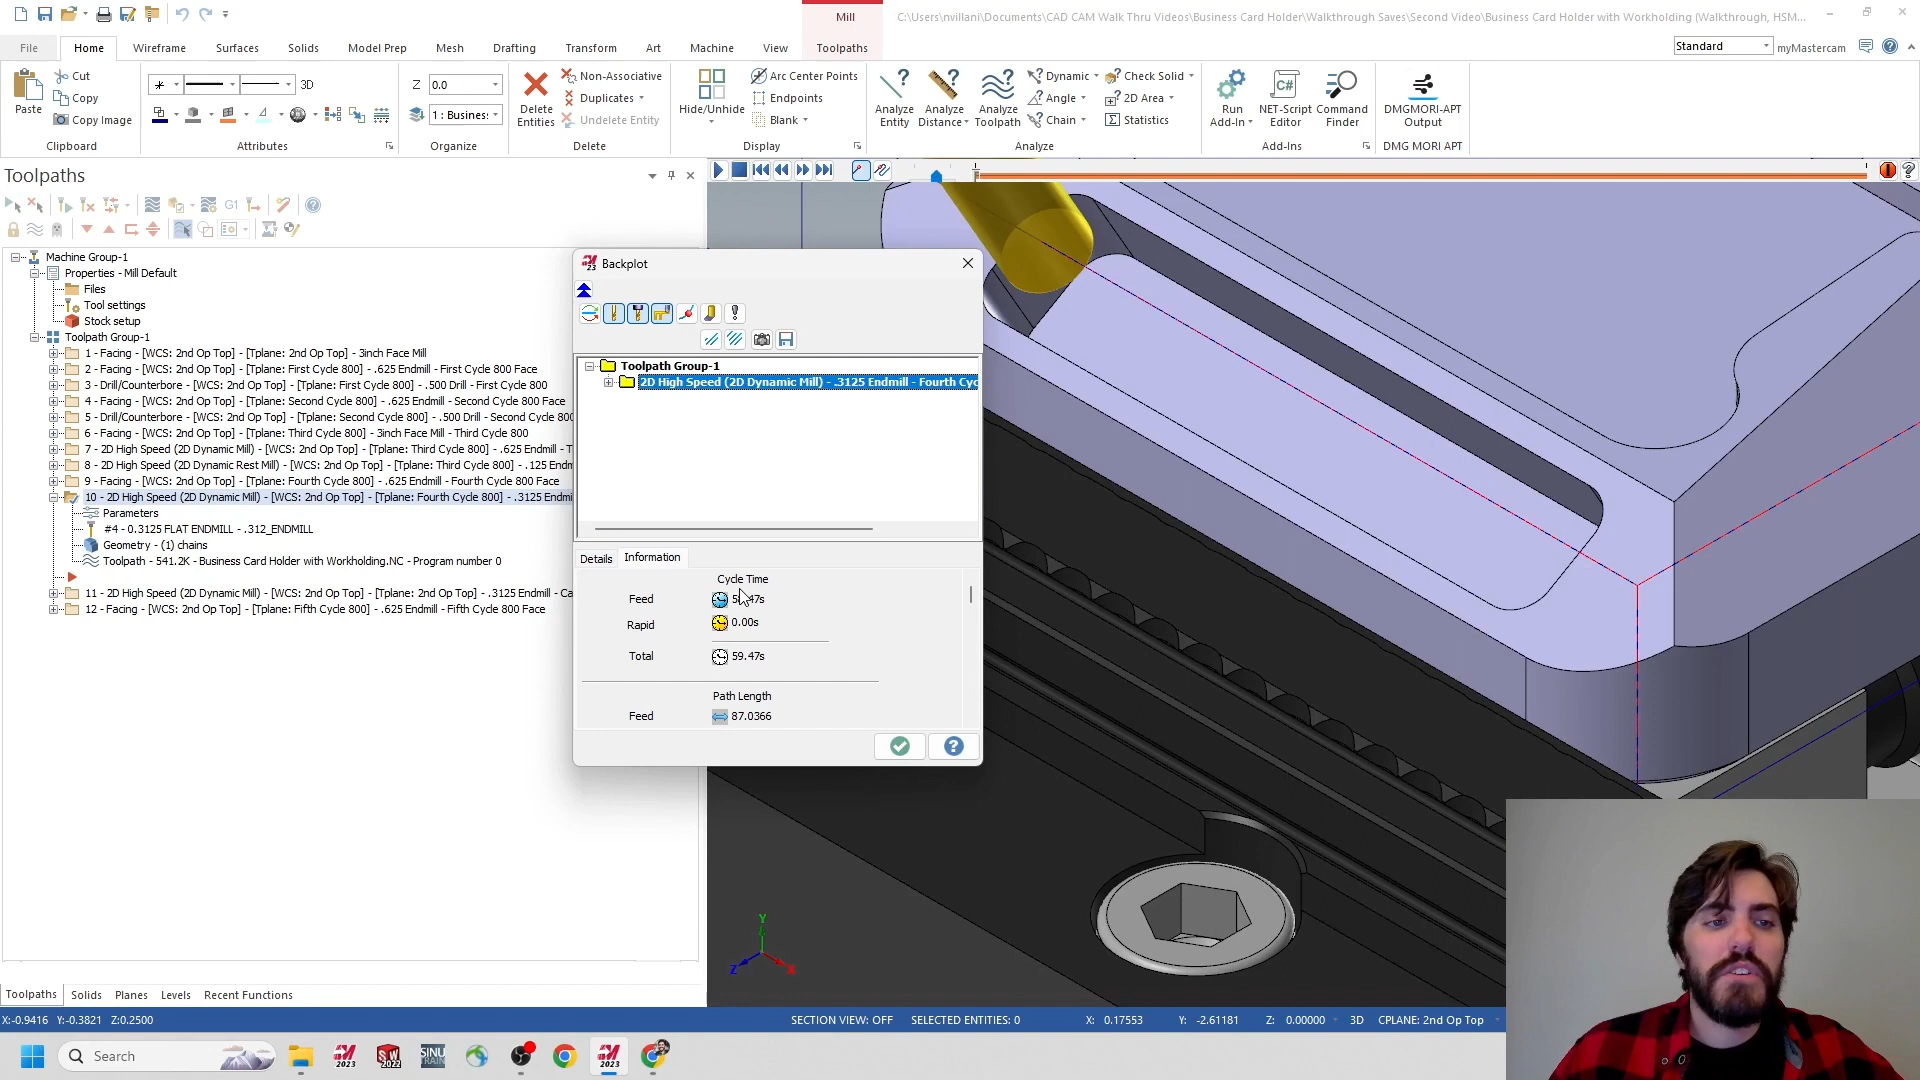 Mill
C:\Users\nvillani\Documents\CAD CAM Walk Thru Videos\Business Card Holder\Walkthrough Saves\Second Video\Business Card Holder with Workholding (Walkthrough, HSM...
File Home Wireframe Surfaces Solids Model Prep Mesh Drafting Transform Art Machine View Toolpaths
Standard myMastercam
Paste Cut Copy Copy Image
3D
Z 0.0
1 : Business:
Delete Entities
Non-Associative
Duplicates
Undelete Entity
Hide/Unhide
Arc Center Points
Endpoints
Blank
Analyze Entity
Analyze Distance
Analyze Toolpath
Dynamic
Angle
Chain
Check Solid
2D Area
Statistics
Run Add-In
NET-Script Editor
Command Finder
DMGMORI-APT Output
Clipboard Attributes Organize Delete Display Analyze Add-Ins DMG MORI APT
Toolpaths
G1
Machine Group-1
Properties - Mill Default
Files
Tool settings
Stock setup
Toolpath Group-1
1 - Facing - [WCS: 2nd Op Top] - [Tplane: 2nd Op Top] - 3inch Face Mill
2 - Facing - [WCS: 2nd Op Top] - [Tplane: First Cycle 800] - .625 Endmill - First Cycle 800 Face
3 - Drill/Counterbore - [WCS: 2nd Op Top] - [Tplane: First Cycle 800] - .500 Drill - First Cycle 800
4 - Facing - [WCS: 2nd Op Top] - [Tplane: Second Cycle 800] - .625 Endmill - Second Cycle 800 Face
5 - Drill/Counterbore - [WCS: 2nd Op Top] - [Tplane: Second Cycle 800] - .500 Drill - Second Cycle 800
6 - Facing - [WCS: 2nd Op Top] - [Tplane: Third Cycle 800] - 3inch Face Mill - Third Cycle 800
7 - 2D High Speed (2D Dynamic Mill) - [WCS: 2nd Op Top] - [Tplane: Third Cycle 800] - .625 Endmill - T
8 - 2D High Speed (2D Dynamic Rest Mill) - [WCS: 2nd Op Top] - [Tplane: Third Cycle 800] - .125 Endm
9 - Facing - [WCS: 2nd Op Top] - [Tplane: Fourth Cycle 800] - .625 Endmill - Fourth Cycle 800 Face
10 - 2D High Speed (2D Dynamic Mill) - [WCS: 2nd Op Top] - [Tplane: Fourth Cycle 800] - .3125 Endmi
Parameters
#4 - 0.3125 FLAT ENDMILL - .312_ENDMILL
Geometry - (1) chains
Toolpath - 541.2K - Business Card Holder with Workholding.NC - Program number 0
11 - 2D High Speed (2D Dynamic Mill) - [WCS: 2nd Op Top] - [Tplane: 2nd Op Top] - .3125 Endmill - Ca
12 - Facing - [WCS: 2nd Op Top] - [Tplane: Fifth Cycle 800] - .625 Endmill - Fifth Cycle 800 Face
Backplot
Toolpath Group-1
2D High Speed (2D Dynamic Mill) - .3125 Endmill - Fourth Cyc
Details Information
Cycle Time
Feed
Rapid 0.00s
Total 59.47s
Path Length
Feed 87.0366
Y
Z X
Toolpaths Solids Planes Levels Recent Functions
X:-0.9416 Y:-0.3821 Z:0.2500 SECTION VIEW: OFF SELECTED ENTITIES: 0 X: 0.17553 Y: -2.61181 Z: 0.00000 3D CPLANE: 2nd Op Top
Search
2023
SW 2022
SINU TRAIN
2023